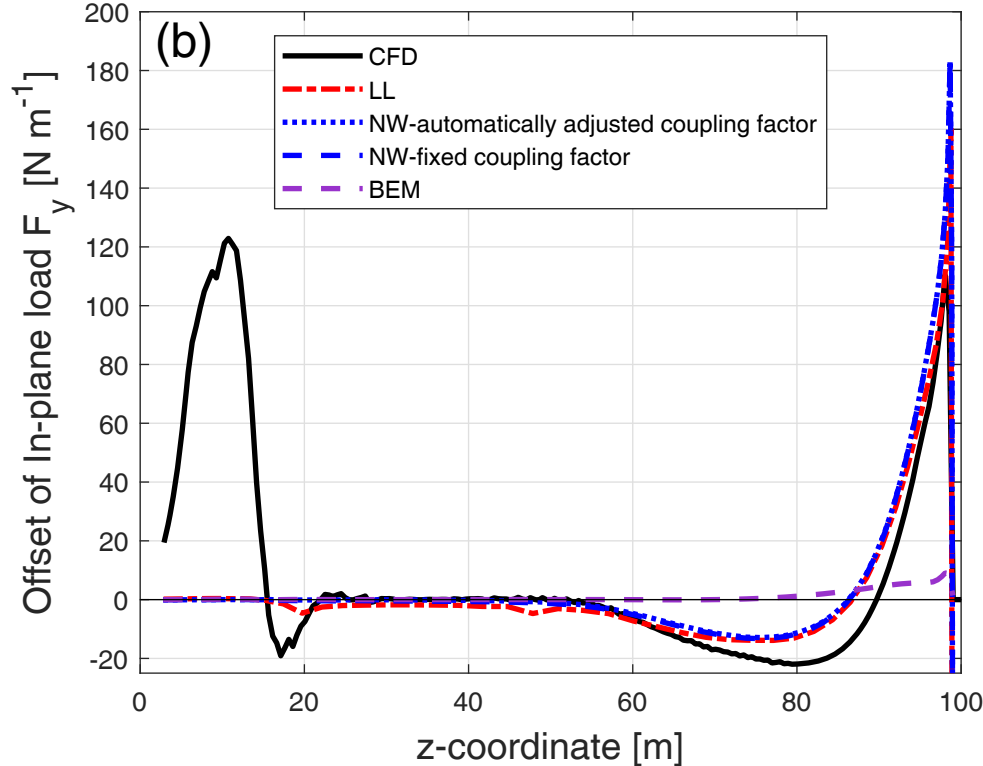 (b)
CFD
LL
NW-automatically adjusted coupling factor
NW-fixed coupling factor
BEM
Offset of In-plane load F_y [N m^-1]
200
180
160
140
120
100
80
60
40
20
0
-20
0 20 40 60 80 100
z-coordinate [m]